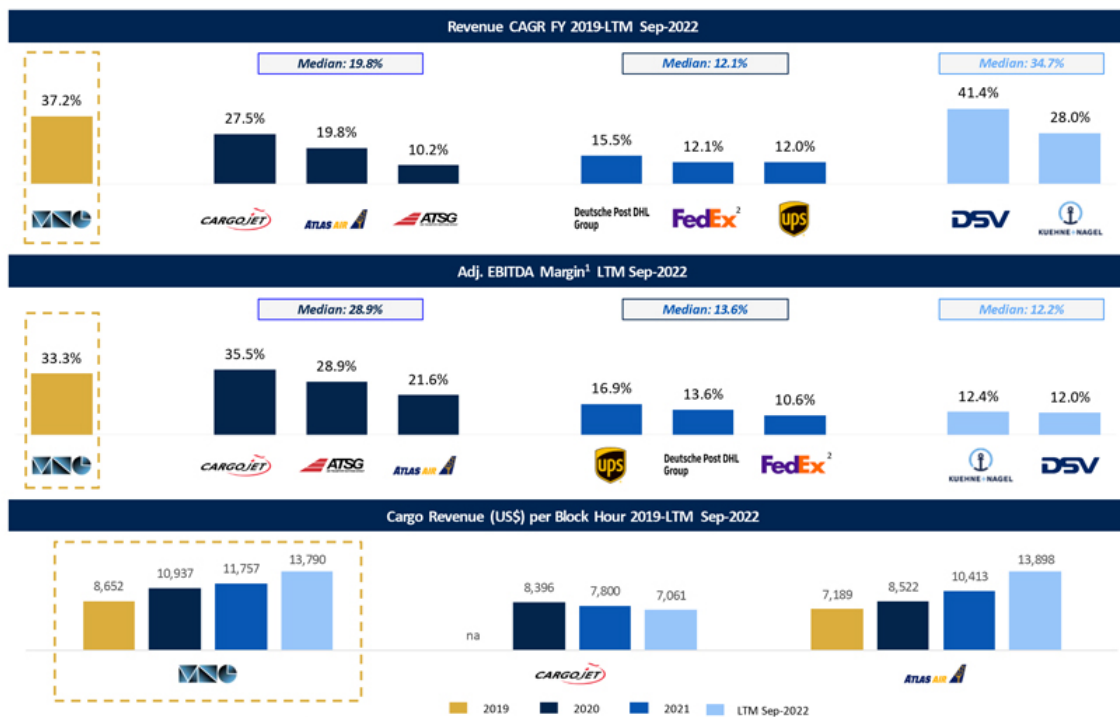 Revenue CAGR FY 2019-LTM Sep-2022
Median: 19.8%
Median: 12.1%
Median: 34.7%
37.2%
27.5%
19.8%
10.2%
15.5%
12.1%
12.0%
41.4%
28.0%
MNG
CARGOJET
ATLAS AIR
ATSG
Deutsche Post DHL
Group
FedEx2
ups
DSV
KUEHNE+NAGEL
Adj. EBITDA Margin1 LTM Sep-2022
Median: 28.9%
Median: 13.6%
Median: 12.2%
33.3%
35.5%
28.9%
21.6%
16.9%
13.6%
10.6%
12.4%
12.0%
MNG
CARGOJET
ATSG
ATLAS AIR
ups
Deutsche Post DHL
Group
FedEx2
KUEHNE+NAGEL
DSV
Cargo Revenue (US$) per Block Hour 2019-LTM Sep-2022
8,652
10,937
11,757
13,790
na
8,396
7,800
7,061
7,189
8,522
10,413
13,898
MNG
CARGOJET
ATLAS AIR
2019
2020
2021
LTM Sep-2022